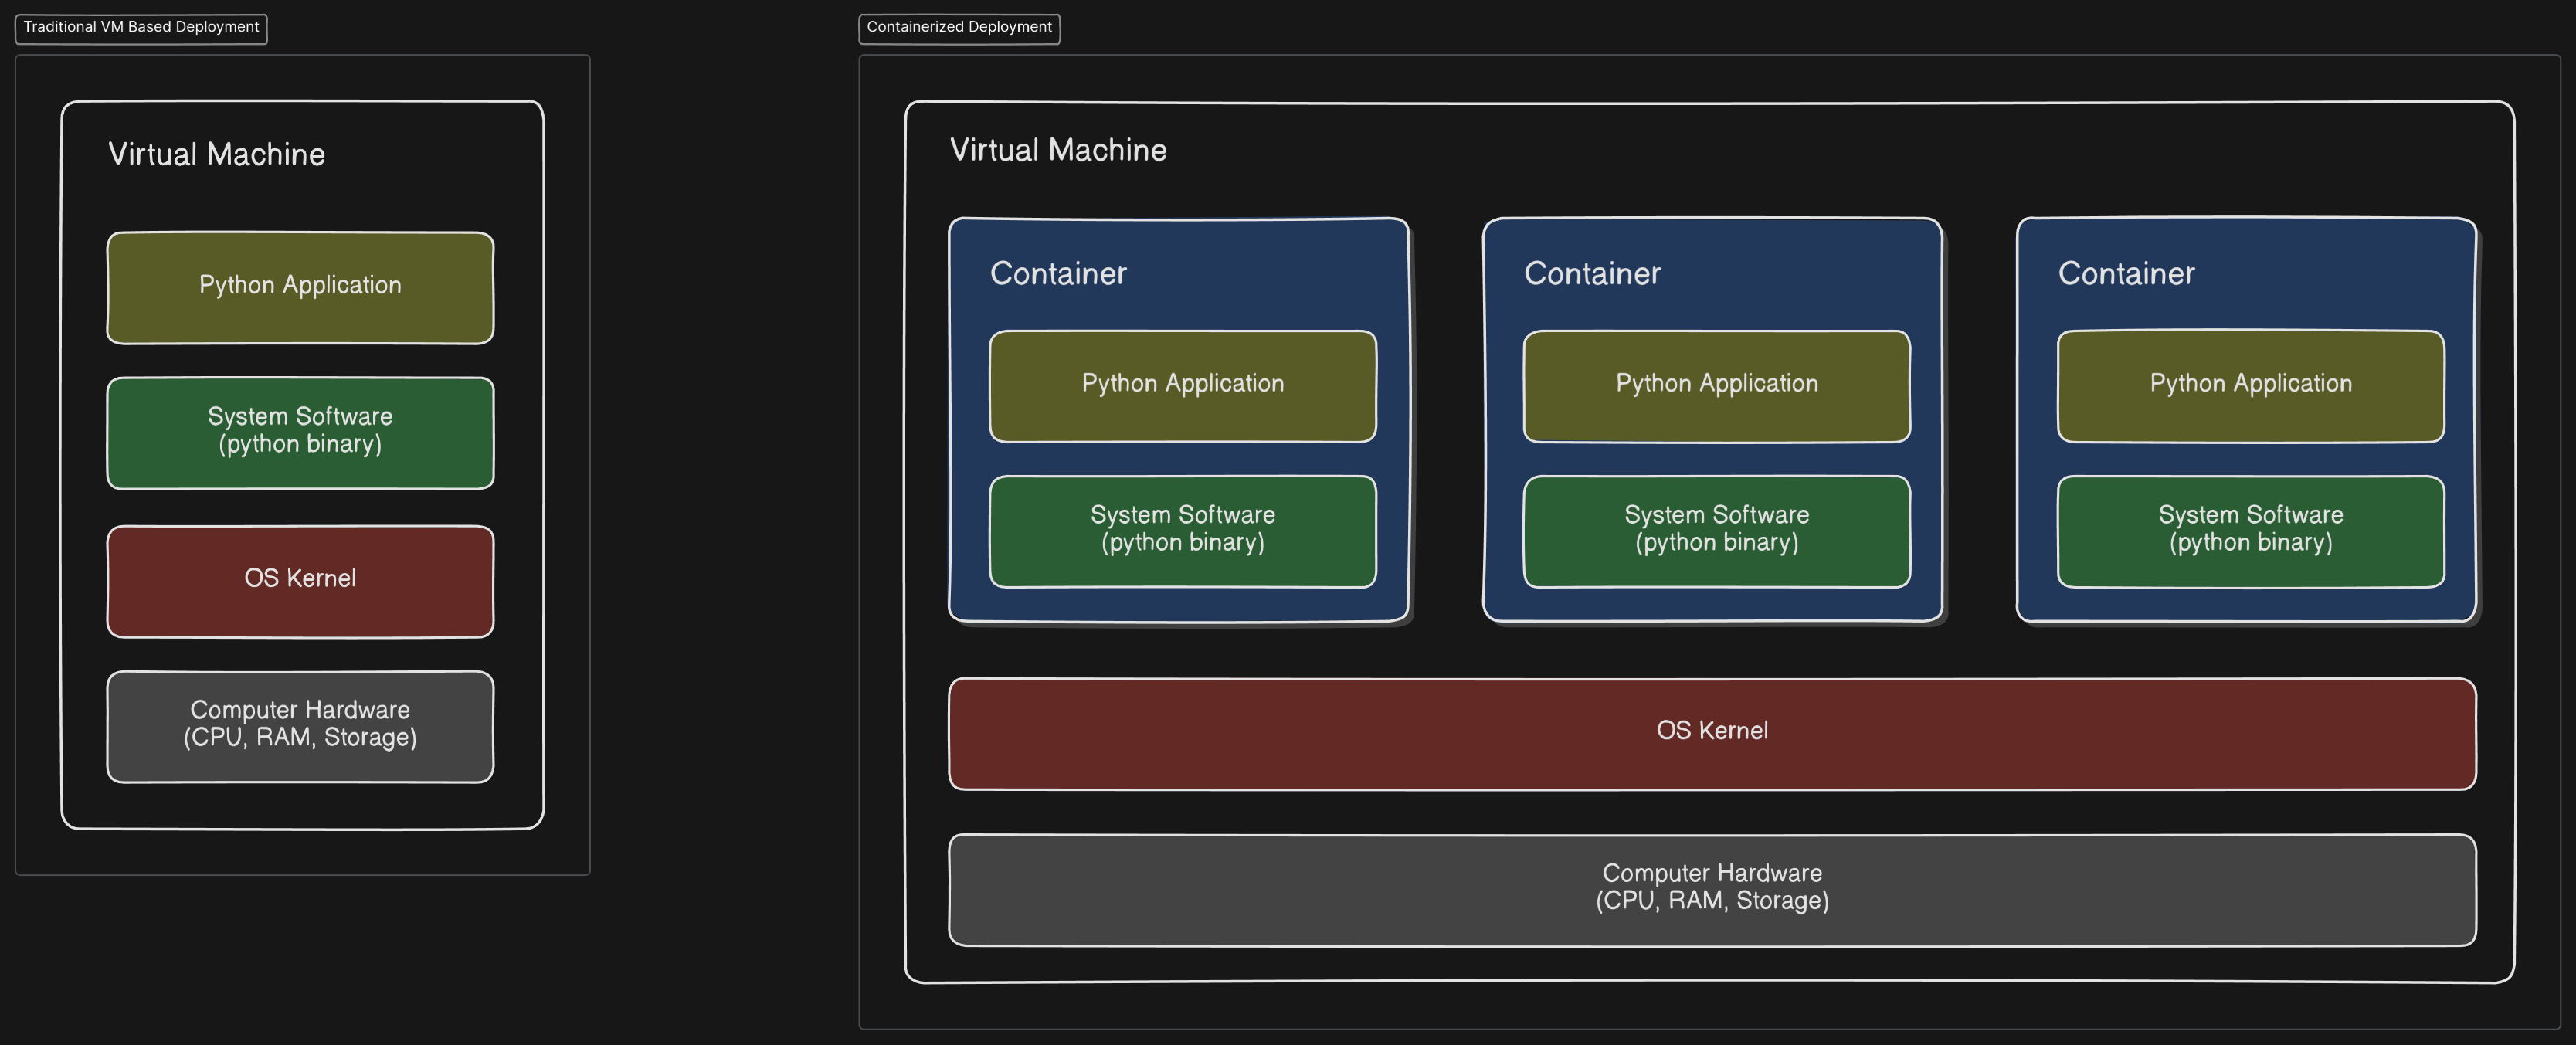 Traditional VM Based Deployment
Virtual Machine
Python Application
System Software
(python binary)
OS Kernel
Computer Hardware
(CPU, RAM, Storage)
Containerized Deployment
Virtual Machine
Container
Python Application
System Software
(python binary)
Container
Python Application
System Software
(python binary)
Container
Python Application
System Software
(python binary)
OS Kernel
Computer Hardware
(CPU, RAM, Storage)